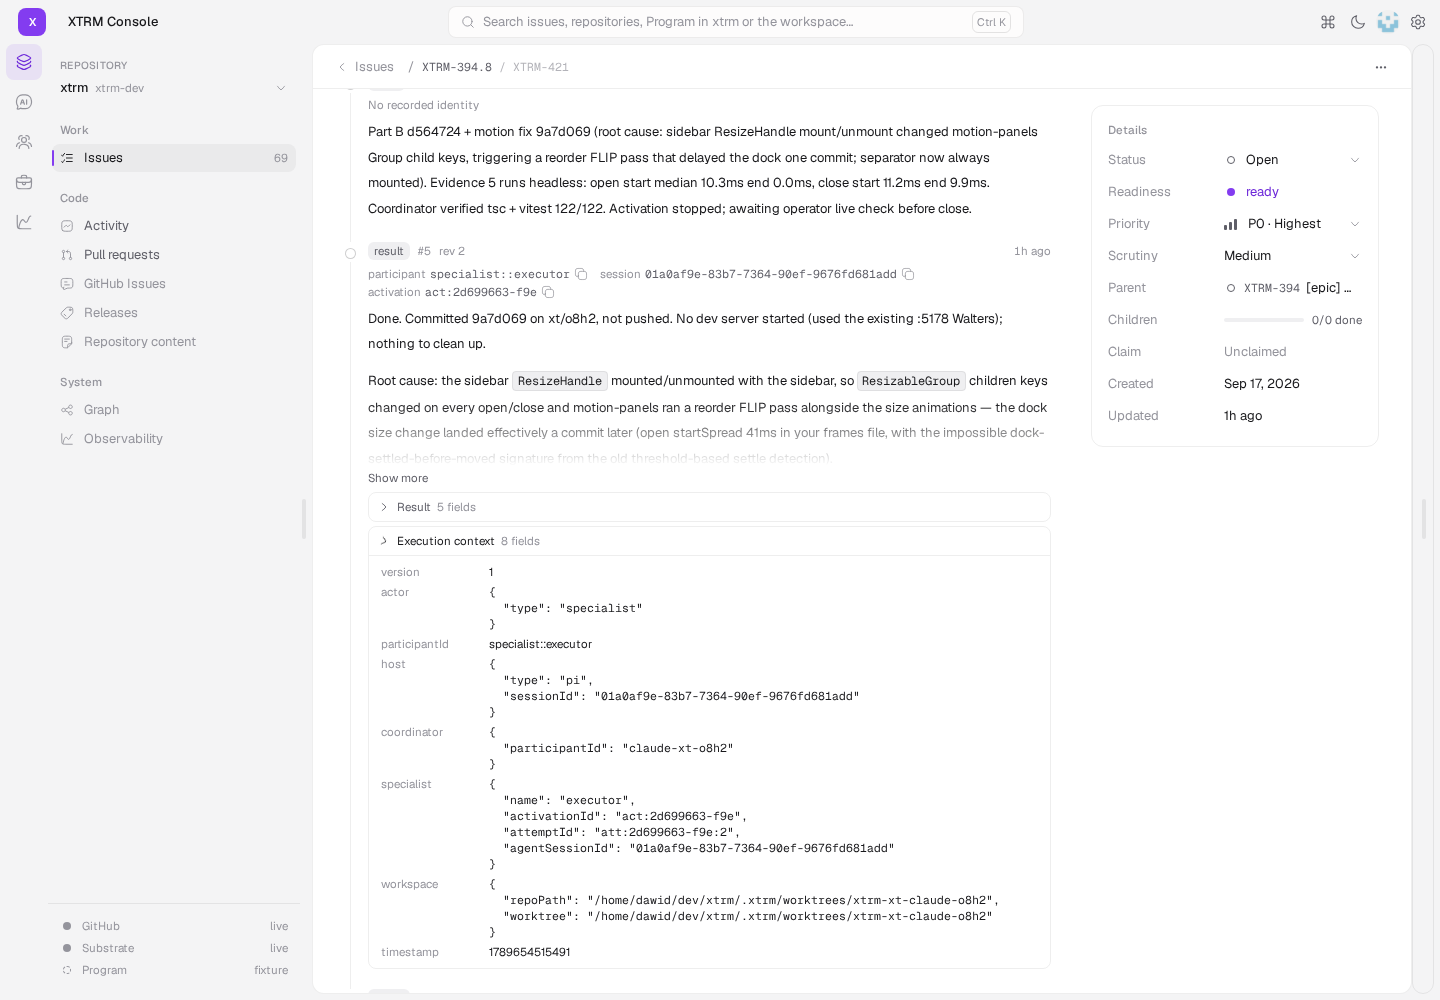 X
XTRM Console
Search issues, repositories, Program in xtrm or the workspace...
Ctrl K
REPOSITORY
xtrm xtrm-dev
Work
Issues 69
Code
Activity
Pull requests
GitHub Issues
Releases
Repository content
System
Graph
Observability
GitHub live
Substrate live
Program fixture
Issues / XTRM-394.8 / XTRM-421
No recorded identity
Part B d564724 + motion fix 9a7d069 (root cause: sidebar ResizeHandle mount/unmount changed motion-panels
Group child keys, triggering a reorder FLIP pass that delayed the dock one commit; separator now always
mounted). Evidence 5 runs headless: open start median 10.3ms end 0.0ms, close start 11.2ms end 9.9ms.
Coordinator verified tsc + vitest 122/122. Activation stopped; awaiting operator live check before close.
result #5 rev 2 1h ago
participant specialist::executor session 01a0af9e-83b7-7364-90ef-9676fd681add
activation act:2d699663-f9e
Done. Committed 9a7d069 on xt/o8h2, not pushed. No dev server started (used the existing :5178 Walters);
nothing to clean up.
Root cause: the sidebar ResizeHandle mounted/unmounted with the sidebar, so ResizableGroup children keys
changed on every open/close and motion-panels ran a reorder FLIP pass alongside the size animations — the dock
size change landed effectively a commit later (open startSpread 41ms in your frames file, with the impossible dock-
settled-before-moved signature from the old threshold-based settle detection).
Show more
Result 5 fields
Execution context 8 fields
version 1
actor {
"type": "specialist"
}
participantId specialist::executor
host {
"type": "pi",
"sessionId": "01a0af9e-83b7-7364-90ef-9676fd681add"
}
coordinator {
"participantId": "claude-xt-o8h2"
}
specialist {
"name": "executor",
"activationId": "act:2d699663-f9e",
"attemptId": "att:2d699663-f9e:2",
"agentSessionId": "01a0af9e-83b7-7364-90ef-9676fd681add"
}
workspace {
"repoPath": "/home/dawid/dev/xtrm/.xtrm/worktrees/xtrm-xt-claude-o8h2",
"worktree": "/home/dawid/dev/xtrm/.xtrm/worktrees/xtrm-xt-claude-o8h2"
}
timestamp 1789654515491
Details
Status Open
Readiness ready
Priority P0 · Highest
Scrutiny Medium
Parent XTRM-394 [epic] ...
Children 0/0 done
Claim Unclaimed
Created Sep 17, 2026
Updated 1h ago